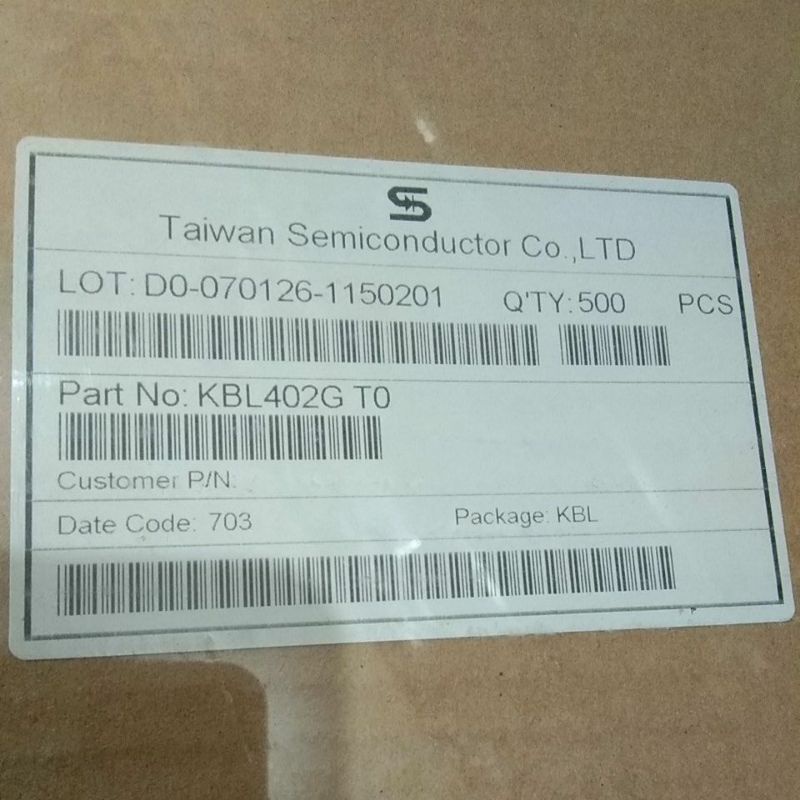 Taiwan Semiconductor Co.,LTD
LOT: D0-070126-1150201 Q'TY: 500 PCS
Part No: KBL402G T0
Customer P/N:
Date Code: 703 Package: KBL